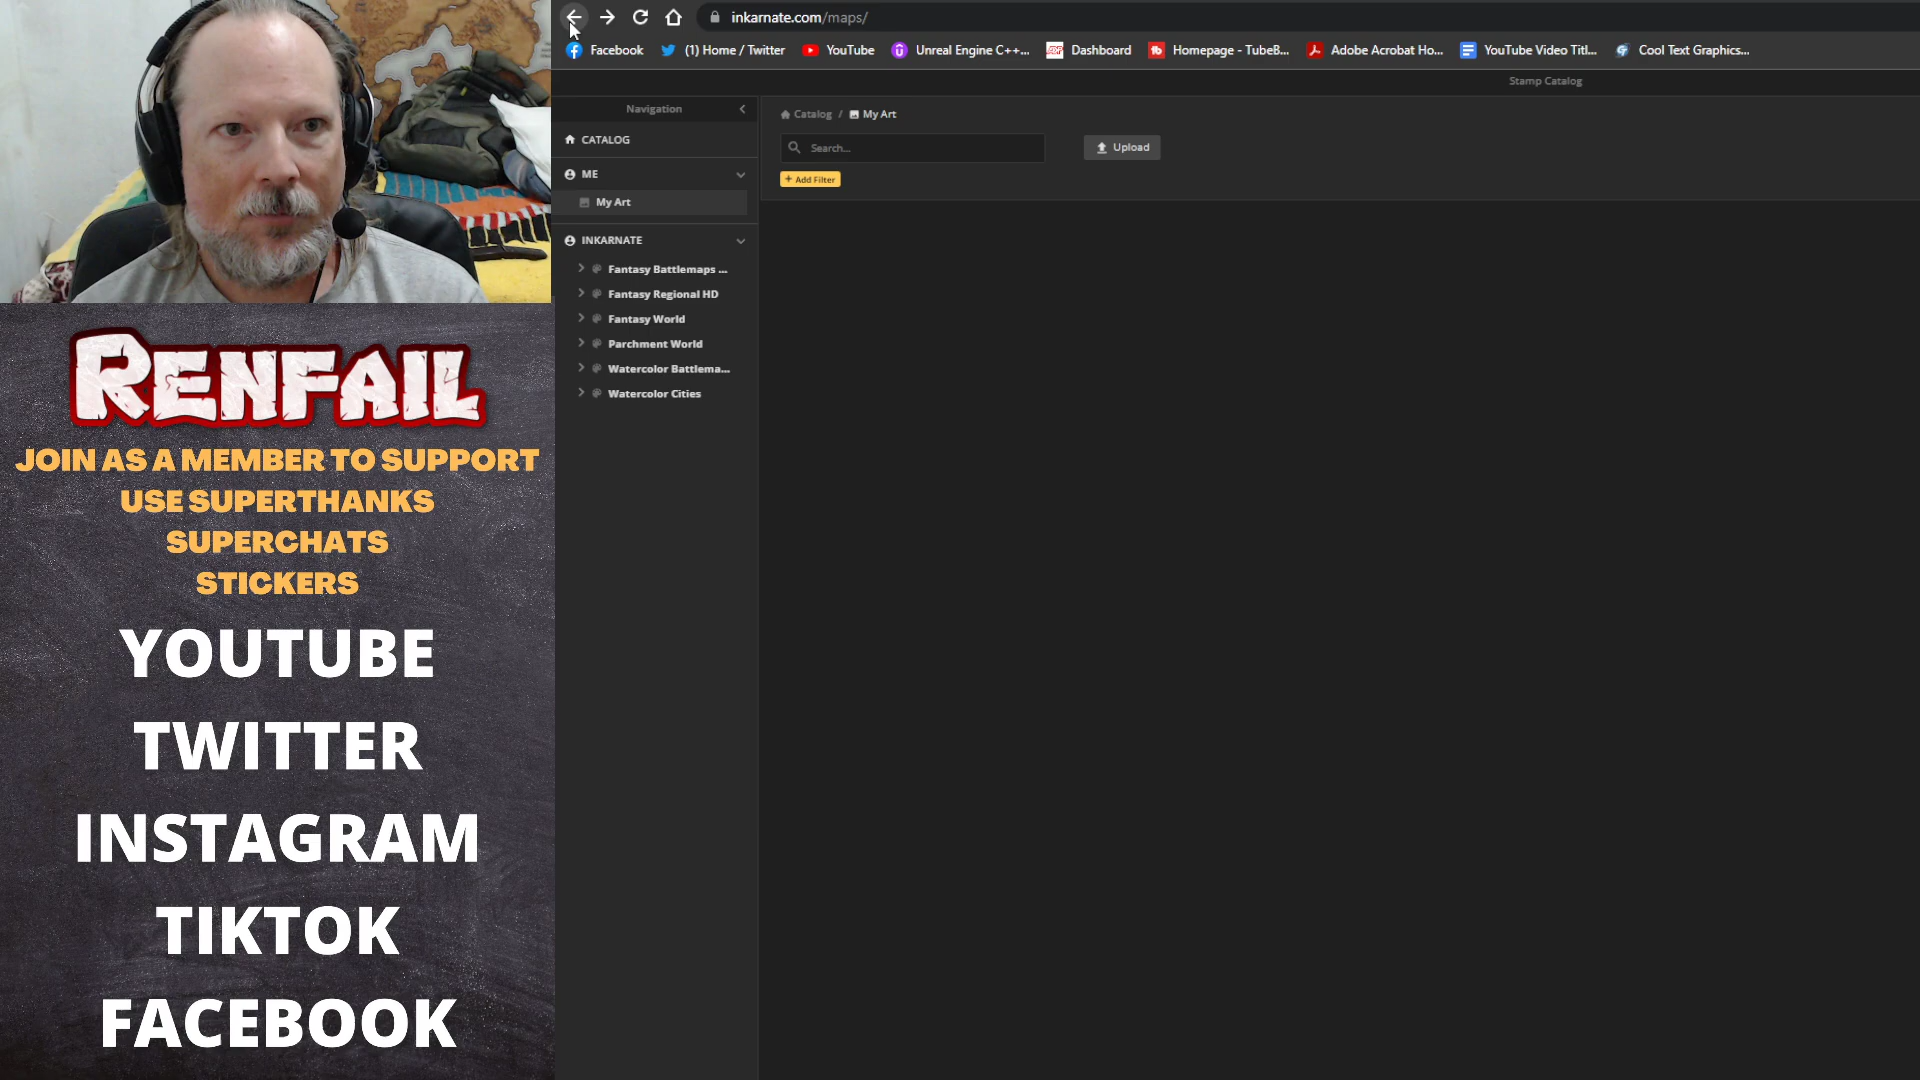 inkarnate.com/maps/
Facebook
(1) Home / Twitter
YouTube
Unreal Engine C++...
Dashboard
Homepage - TubeB...
Adobe Acrobat Ho...
YouTube Video Titl...
Cool Text Graphics...
Stamp Catalog
Navigation
CATALOG
ME
My Art
INKARNATE
Fantasy Battlemaps ...
Fantasy Regional HD
Fantasy World
Parchment World
Watercolor Battlema...
Watercolor Cities
Catalog / My Art
Search...
Upload
+ Add Filter
RENFAIL
JOIN AS A MEMBER TO SUPPORT
USE SUPERTHANKS
SUPERCHATS
STICKERS
YOUTUBE
TWITTER
INSTAGRAM
TIKTOK
FACEBOOK